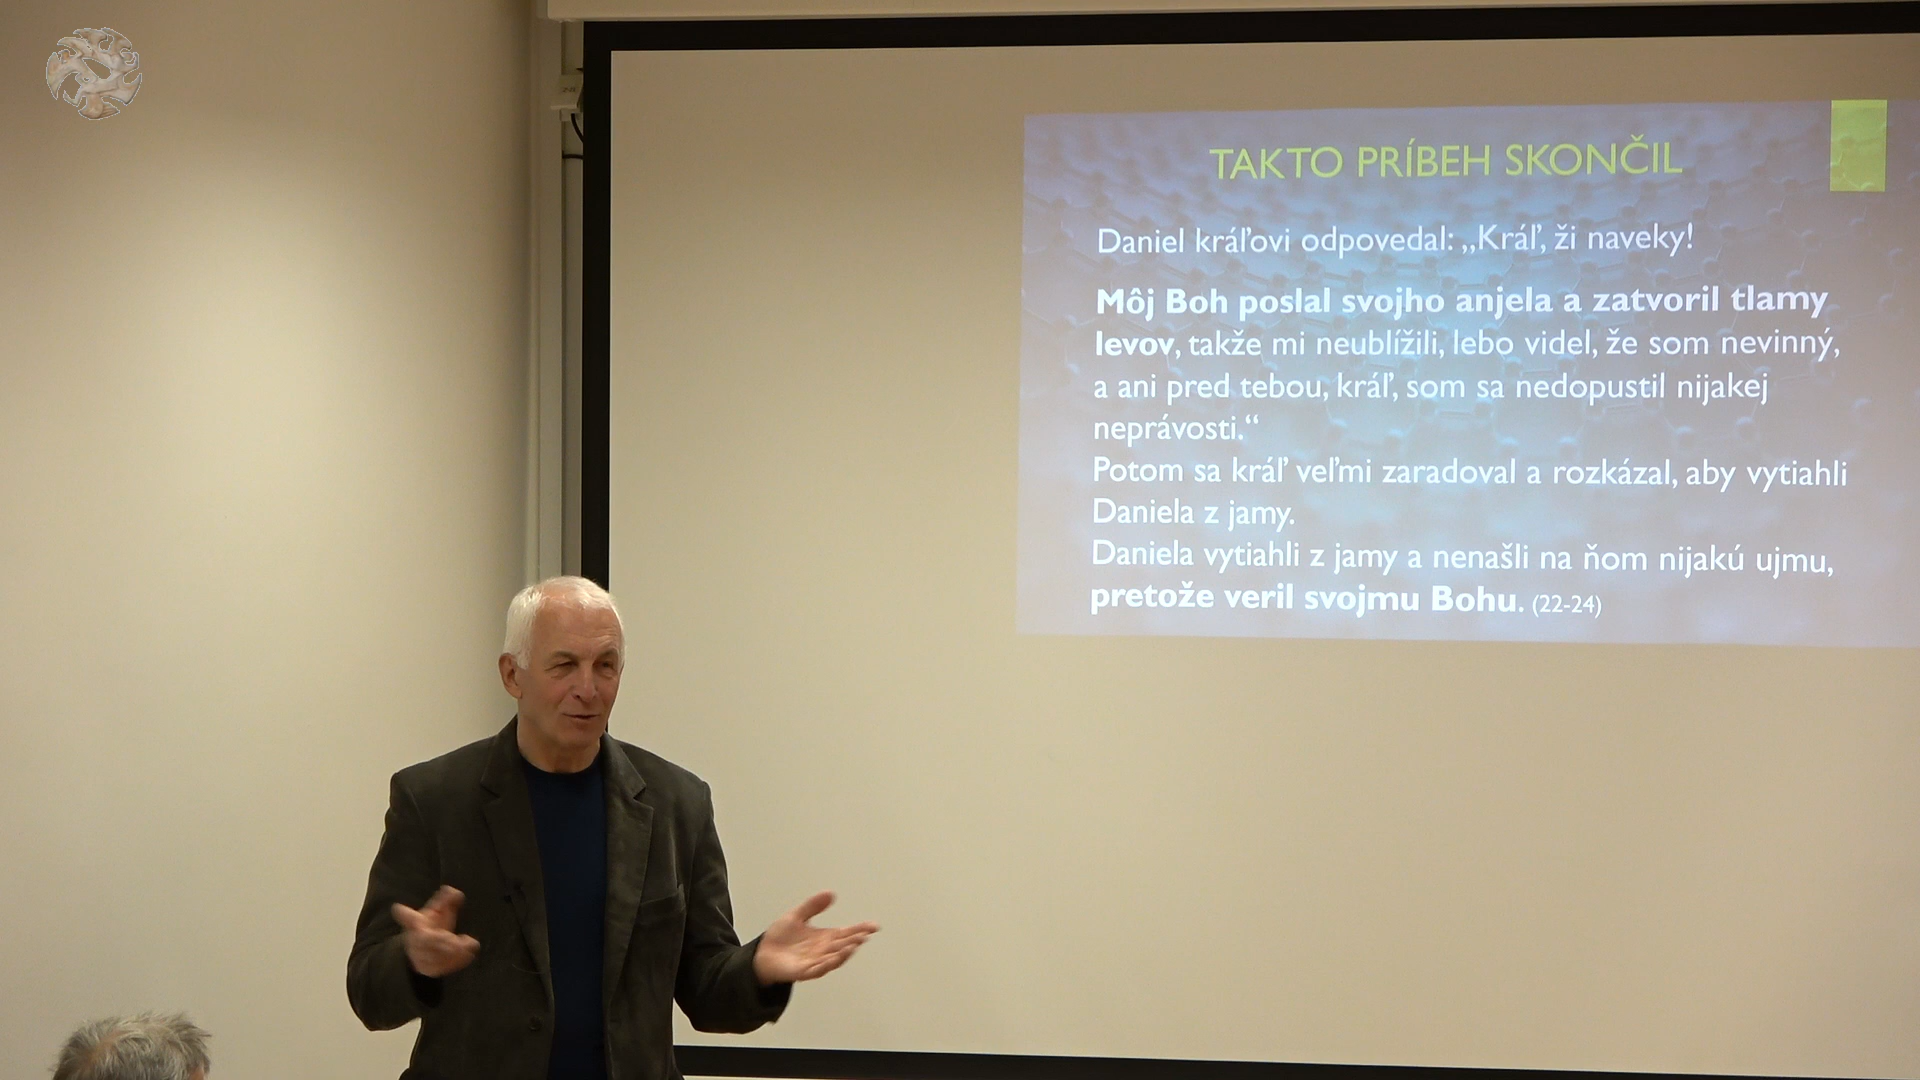 TAKTO PRÍBEH SKONČIL
Daniel kráľovi odpovedal: ,,Kráľ, ži naveky!
Môj Boh poslal svojho anjela a zatvoril tlamy
levov, takže mi neublížili, lebo videl, že som nevinný,
a ani pred tebou, kráľ, som sa nedopustil nijakej
neprávosti.“
Potom sa kráľ veľmi zaradoval a rozkázal, aby vytiahli
Daniela z jamy.
Daniela vytiahli z jamy a nenašli na ňom nijakú ujmu,
pretože veril svojmu Bohu. (22-24)